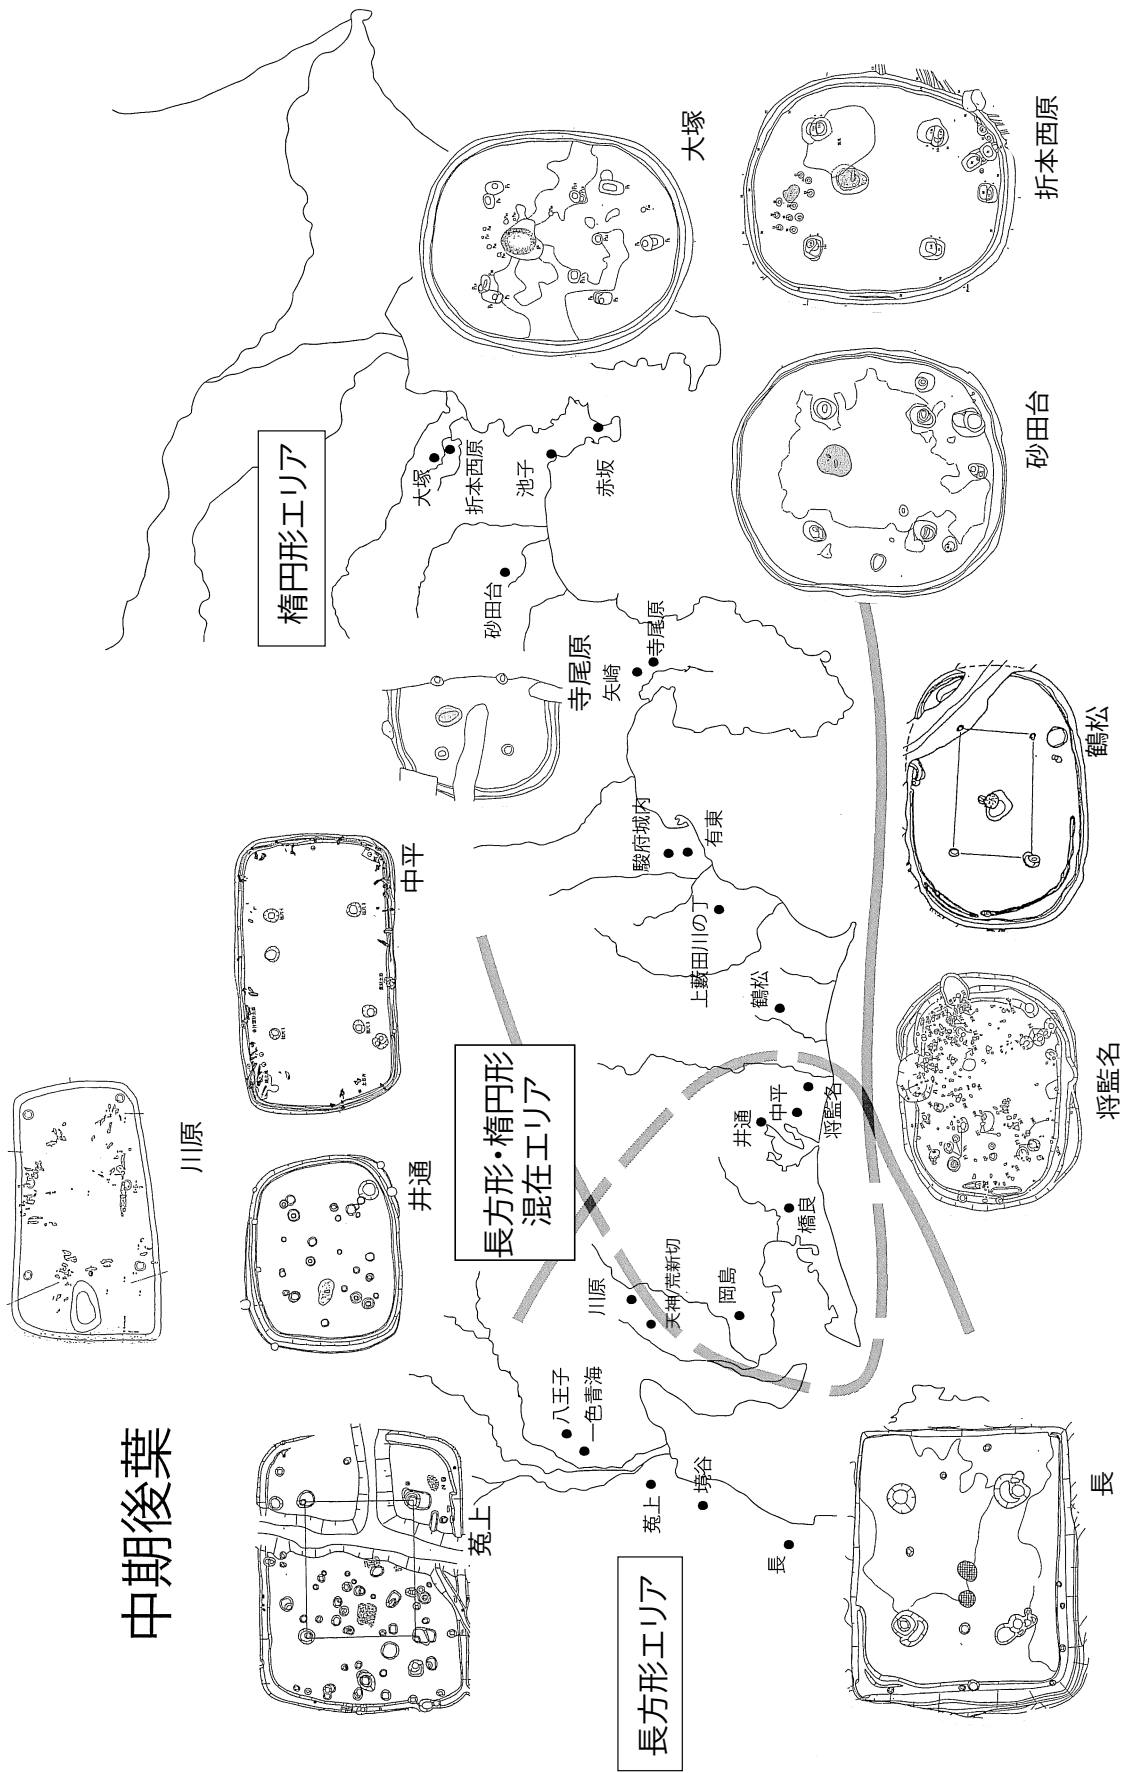 中期後葉
長方形エリア
長方形・楕円形
混在エリア
楕円形エリア
川原
井通
中平
菟上
寺尾原
大塚
折本西原
砂田台
鶴松
将監名
長
八王子
一色青海
菟上
境谷
長
川原
天神
荒新切
岡島
橋良
井通
中平
将監名
鶴松
上藪田川の丁
駿府城内
有東
矢崎
寺尾原
砂田台
池子
赤坂
大塚
折本西原